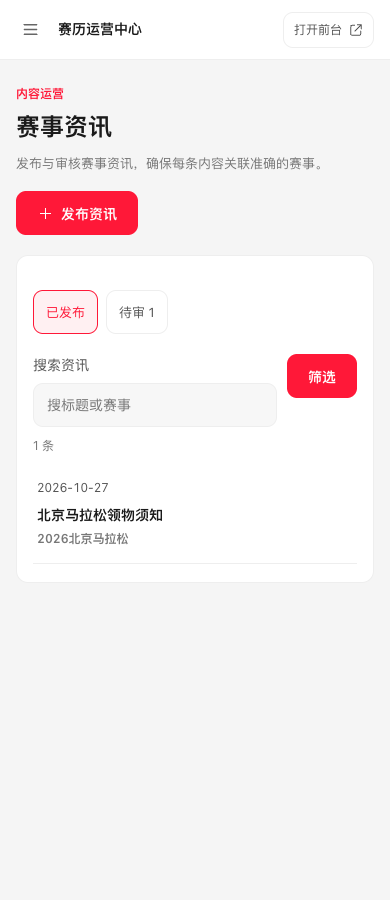 赛历运营中心
打开前台
内容运营
赛事资讯
发布与审核赛事资讯，确保每条内容关联准确的赛事。
发布资讯
已发布
待审 1
搜索资讯
搜标题或赛事
筛选
1 条
2026-10-27
北京马拉松领物须知
2026北京马拉松